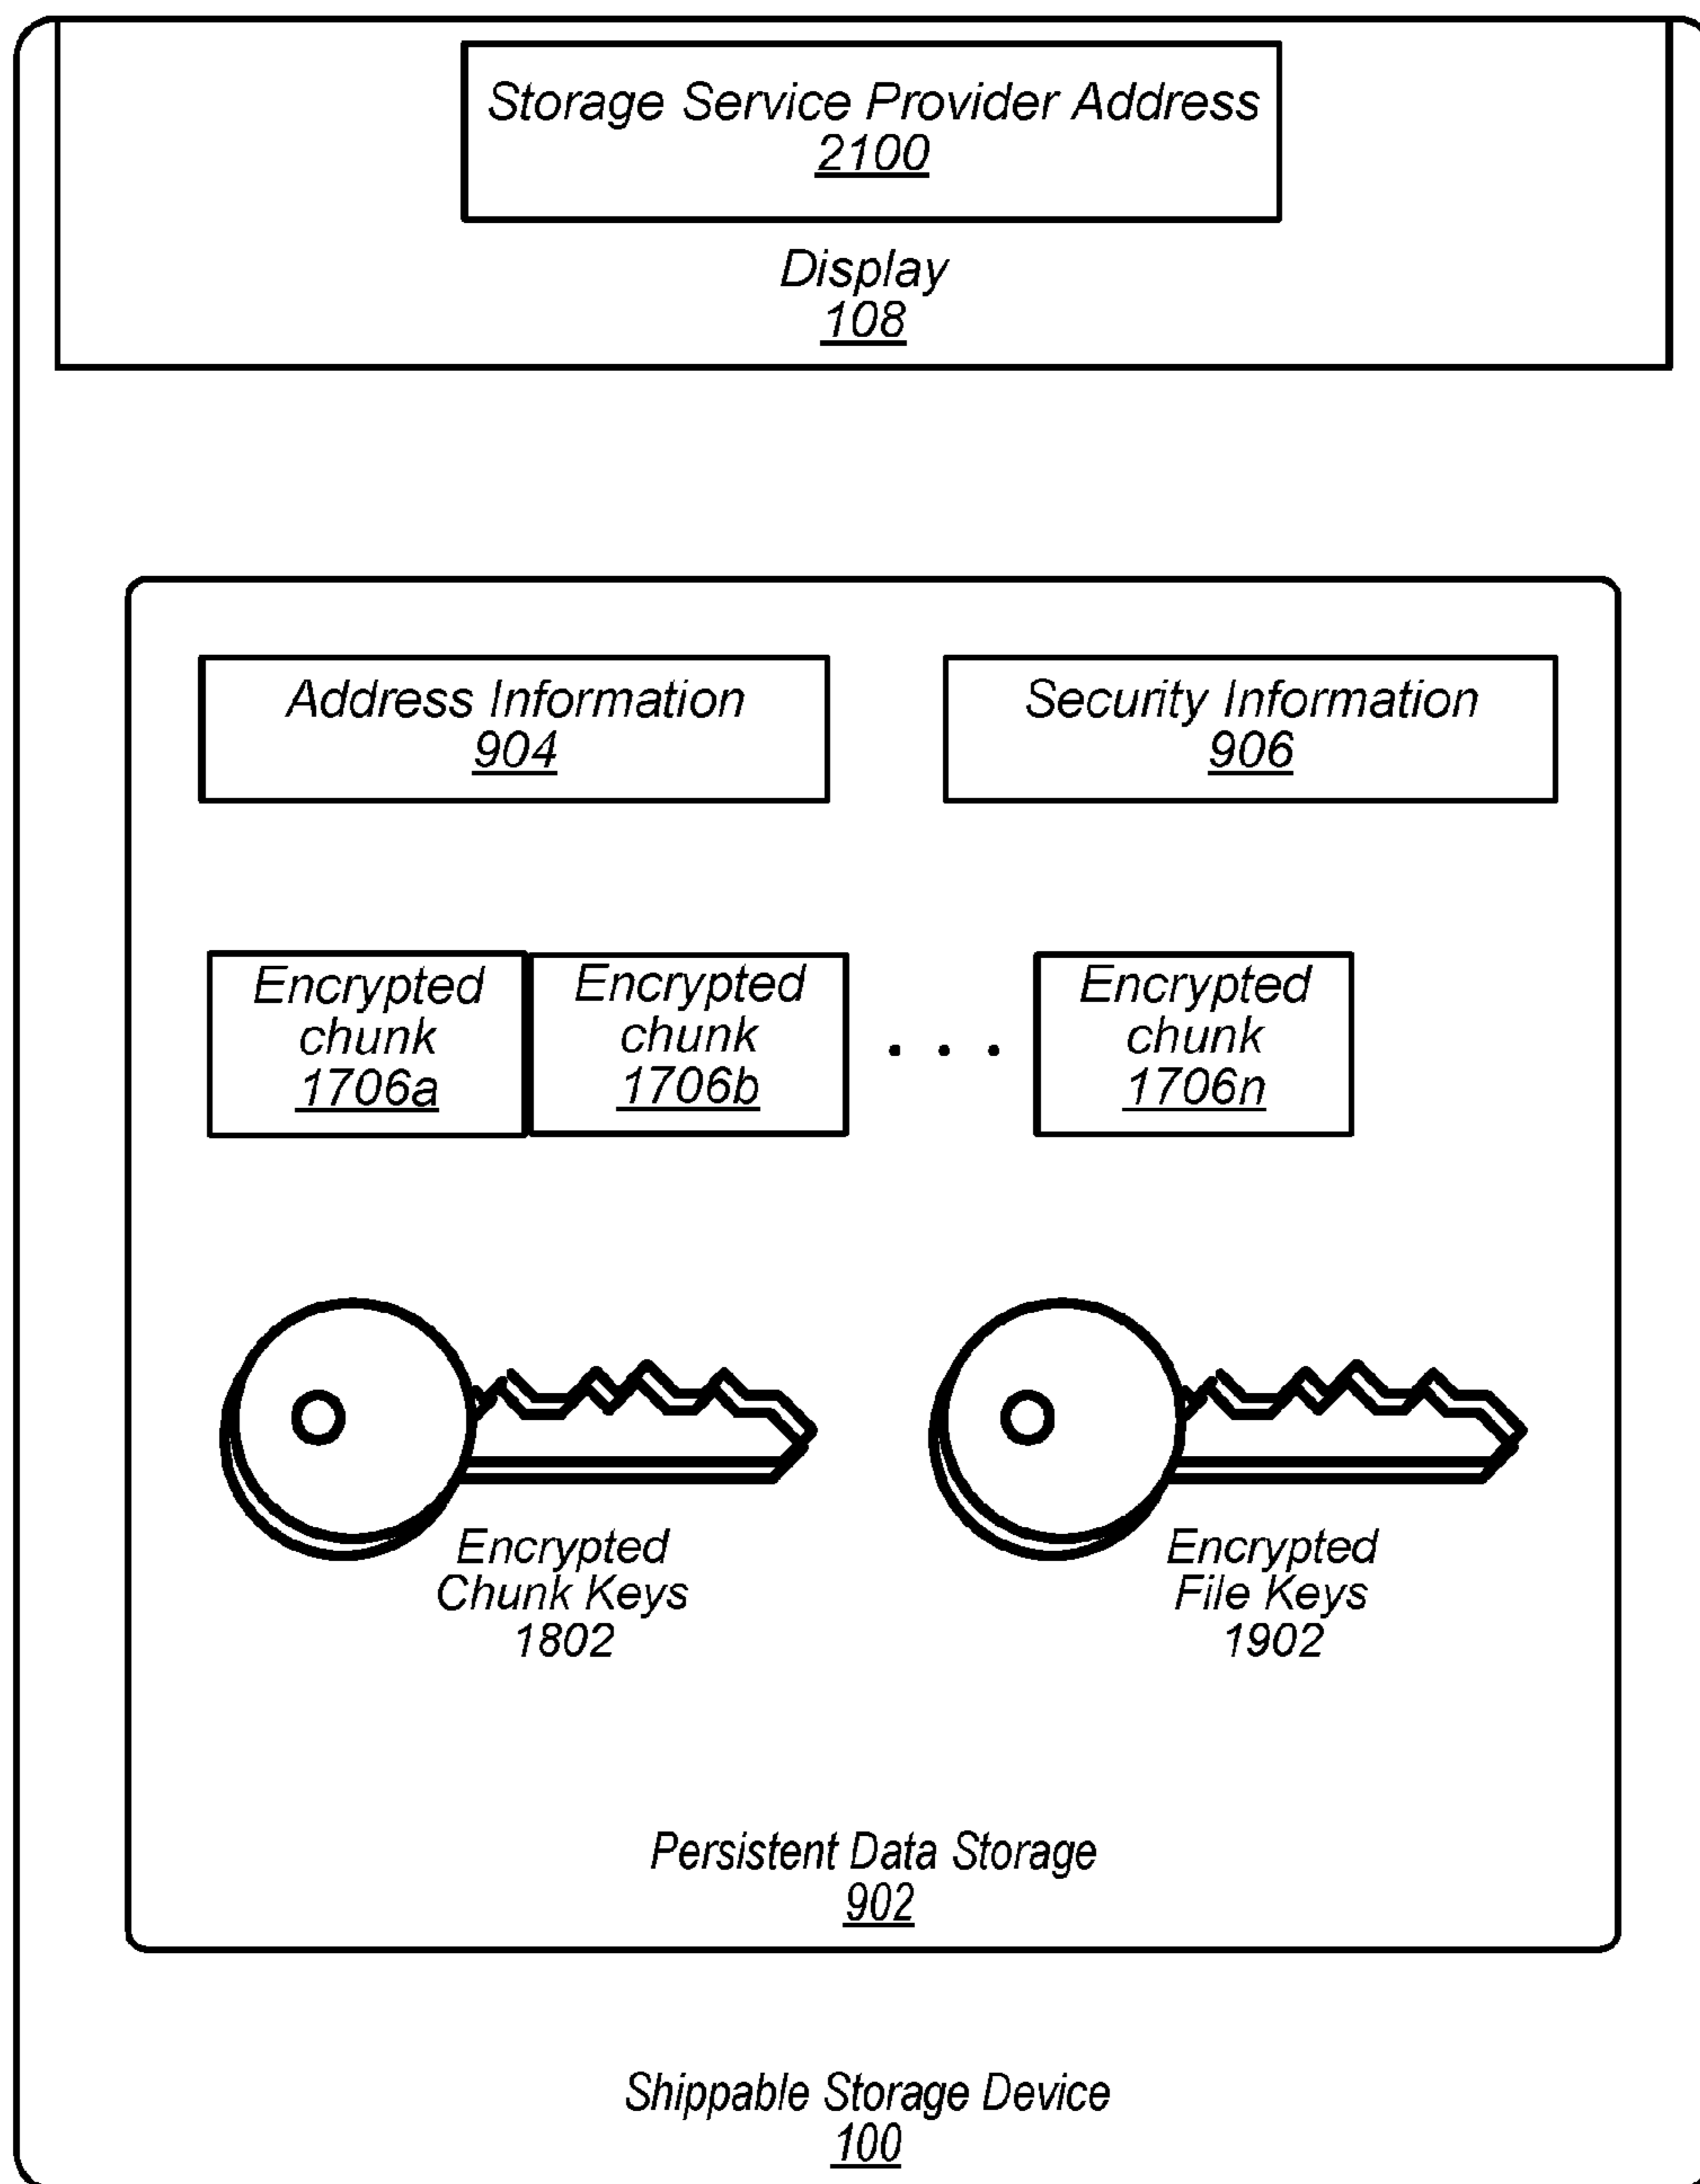 Storage Service Provider Address
2100
Display
108
Address Information
904
Security Information
906
Encrypted
chunk
1706a
Encrypted
chunk
1706b
. . .
Encrypted
chunk
1706n
Encrypted
Chunk Keys
1802
Encrypted
File Keys
1902
Persistent Data Storage
902
Shippable Storage Device
100